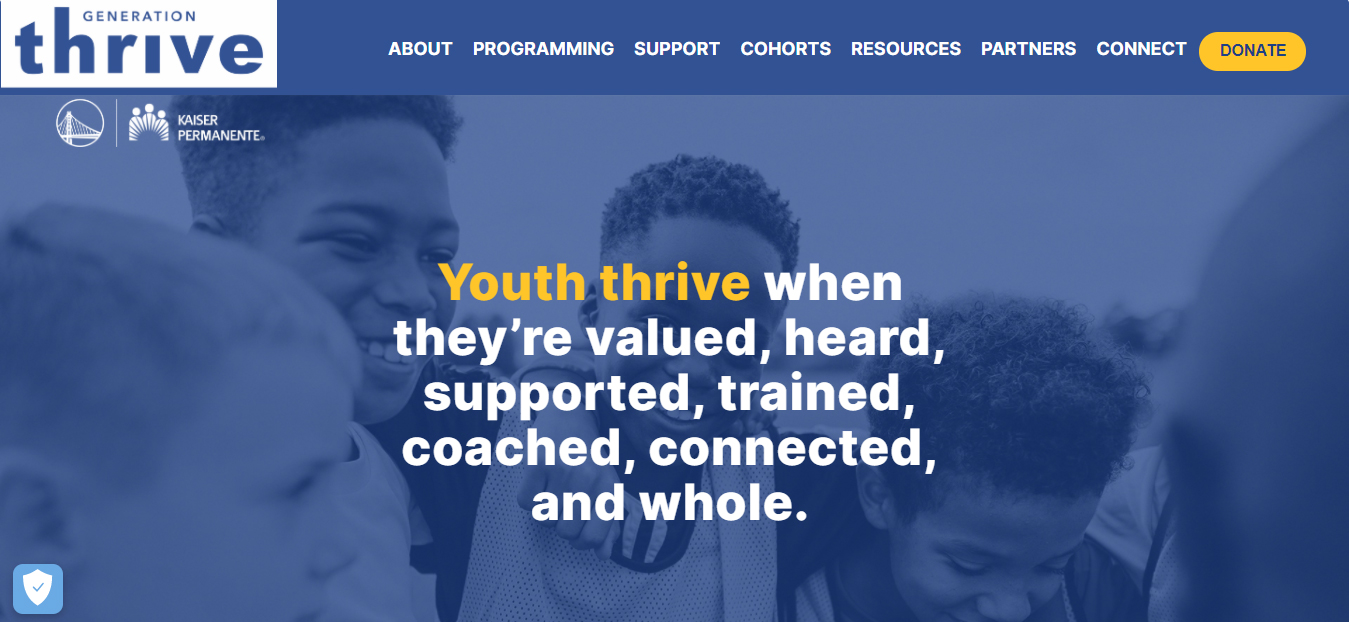 GENERATION
thrive
ABOUT PROGRAMMING SUPPORT COHORTS RESOURCES PARTNERS CONNECT DONATE
KAISER
PERMANENTE®
Youth thrive when
they’re valued, heard,
supported, trained,
coached, connected,
and whole.